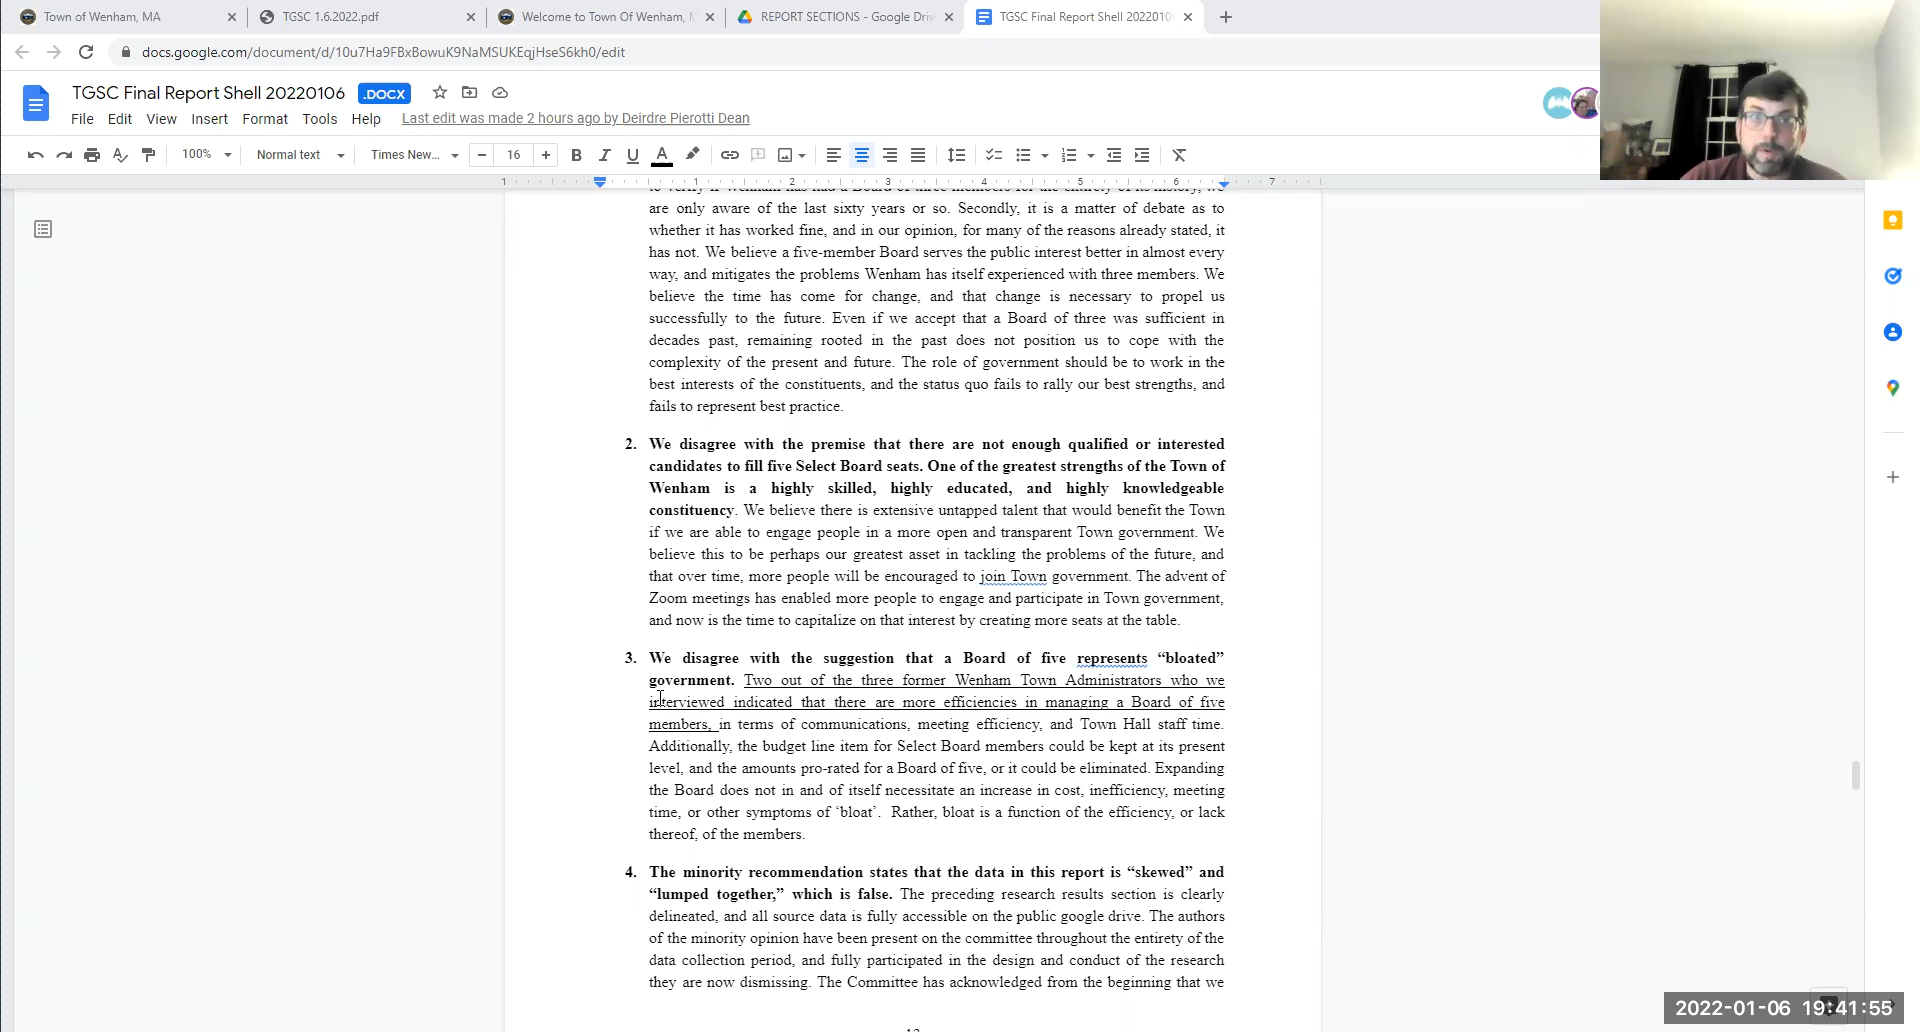 Town of Wenham, MA
TGSC 1.6.2022.pdf
Welcome to Town Of Wenham, M
REPORT SECTIONS - Google Driv
TGSC Final Report Shell 2022010
docs.google.com/document/d/10u7Ha9FBxBowuK9NaMSUKEqjHseS6kh0/edit
TGSC Final Report Shell 20220106 .DOCX
File Edit View Insert Format Tools Help Last edit was made 2 hours ago by Deirdre Pierotti Dean
100% Normal text Times New... 16
1 1 2 3 4 5 6 7
to verify if Wenham has had a Board of three members for the entirety of its history, we
are only aware of the last sixty years or so. Secondly, it is a matter of debate as to
whether it has worked fine, and in our opinion, for many of the reasons already stated, it
has not. We believe a five-member Board serves the public interest better in almost every
way, and mitigates the problems Wenham has itself experienced with three members. We
believe the time has come for change, and that change is necessary to propel us
successfully to the future. Even if we accept that a Board of three was sufficient in
decades past, remaining rooted in the past does not position us to cope with the
complexity of the present and future. The role of government should be to work in the
best interests of the constituents, and the status quo fails to rally our best strengths, and
fails to represent best practice.
2. We disagree with the premise that there are not enough qualified or interested
candidates to fill five Select Board seats. One of the greatest strengths of the Town of
Wenham is a highly skilled, highly educated, and highly knowledgeable
constituency. We believe there is extensive untapped talent that would benefit the Town
if we are able to engage people in a more open and transparent Town government. We
believe this to be perhaps our greatest asset in tackling the problems of the future, and
that over time, more people will be encouraged to join Town government. The advent of
Zoom meetings has enabled more people to engage and participate in Town government,
and now is the time to capitalize on that interest by creating more seats at the table.
3. We disagree with the suggestion that a Board of five represents “bloated”
government. Two out of the three former Wenham Town Administrators who we
interviewed indicated that there are more efficiencies in managing a Board of five
members, in terms of communications, meeting efficiency, and Town Hall staff time.
Additionally, the budget line item for Select Board members could be kept at its present
level, and the amounts pro-rated for a Board of five, or it could be eliminated. Expanding
the Board does not in and of itself necessitate an increase in cost, inefficiency, meeting
time, or other symptoms of ‘bloat’.  Rather, bloat is a function of the efficiency, or lack
thereof, of the members.
4. The minority recommendation states that the data in this report is “skewed” and
“lumped together,” which is false. The preceding research results section is clearly
delineated, and all source data is fully accessible on the public google drive. The authors
of the minority opinion have been present on the committee throughout the entirety of the
data collection period, and fully participated in the design and conduct of the research
they are now dismissing. The Committee has acknowledged from the beginning that we
2022-01-06 19:41:55